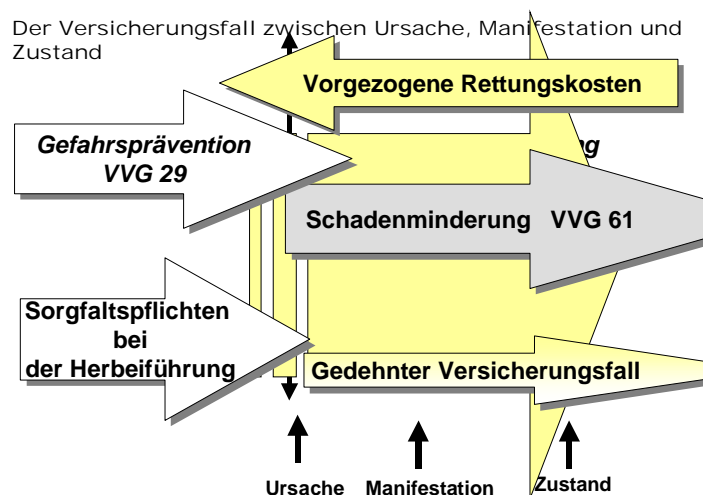 Der Versicherungsfall zwischen Ursache, Manifestation und
Zustand
Vorgezogene Rettungskosten
Gefahrsprävention
VVG 29
Schadenminderung VVG 61
Sorgfaltspflichten
bei
der Herbeiführung
Gedehnter Versicherungsfall
Ursache Manifestation Zustand